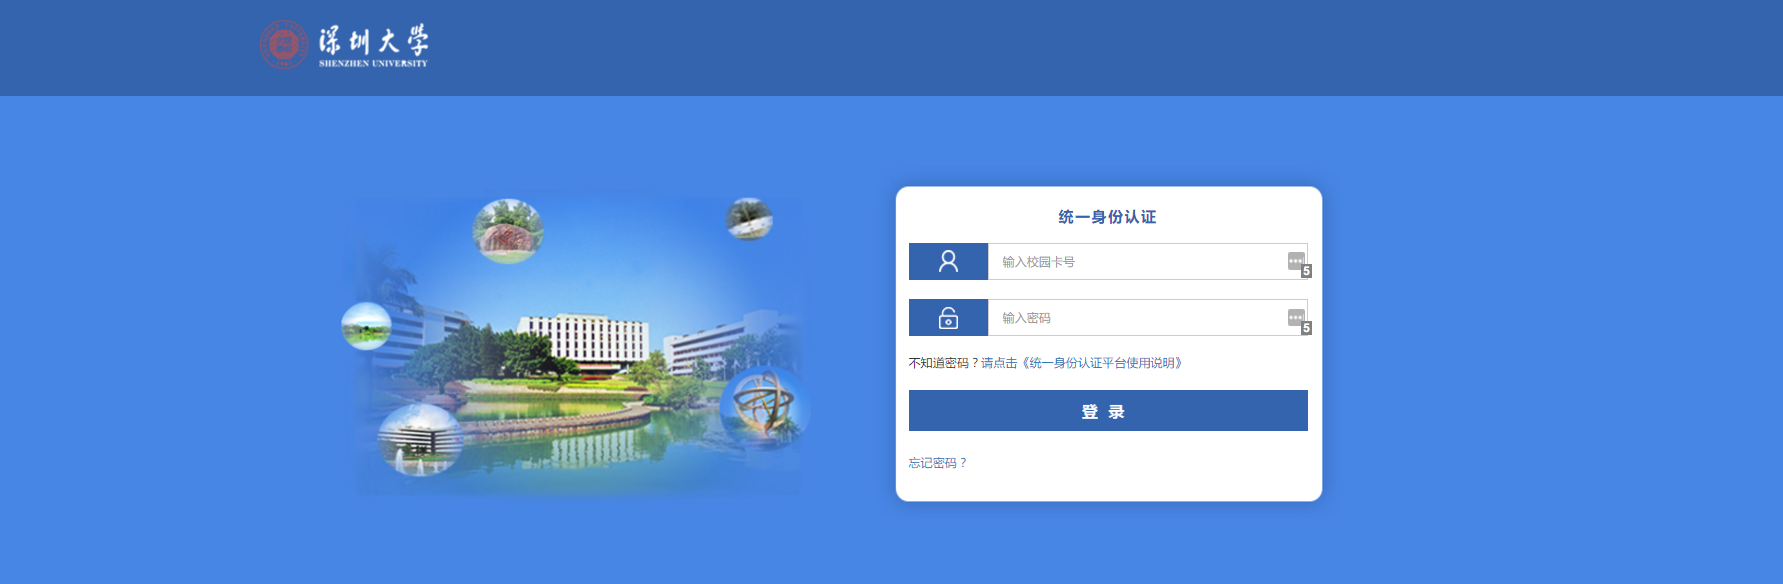 深圳大学
SHENZHEN UNIVERSITY
统一身份认证
输入校园卡号
5
输入密码
5
不知道密码？请点击《统一身份认证平台使用说明》
登 录
忘记密码？